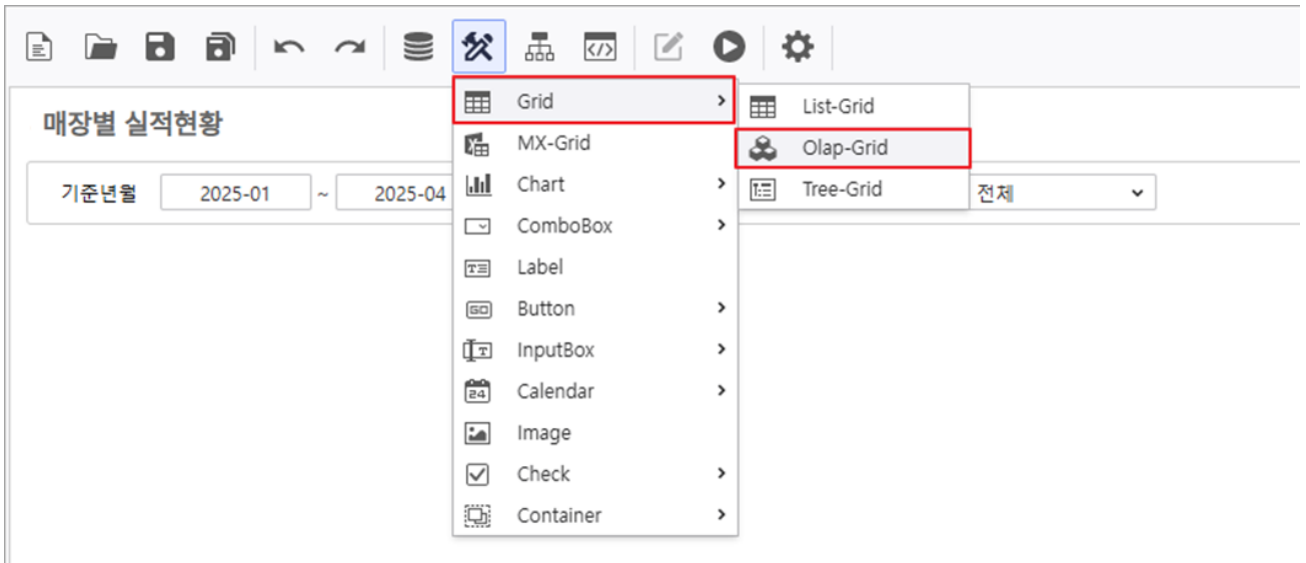 Grid
List-Grid
매장별 실적현황
MX-Grid
Olap-Grid
기준년월 2025-01 ~ 2025-04
Chart
Tree-Grid
전체
ComboBox
Label
Button
InputBox
Calendar
Image
Check
Container